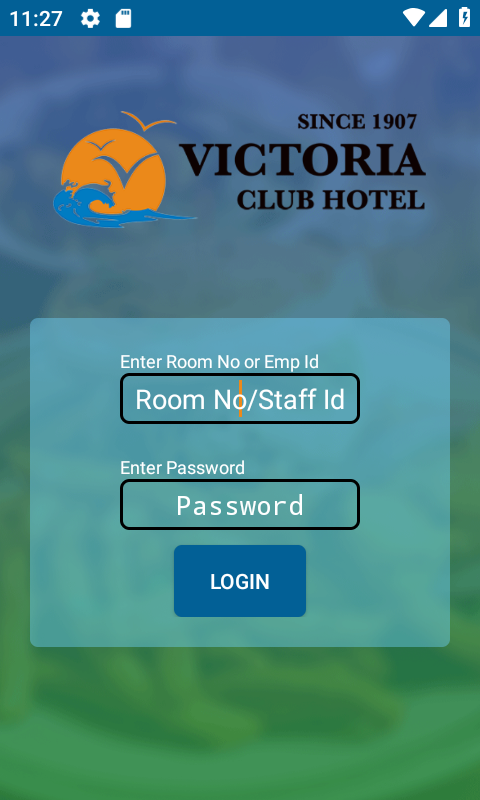 11:27
SINCE 1907
VICTORIA
CLUB HOTEL
Enter Room No or Emp Id
Room No/Staff Id
Enter Password
Password
LOGIN